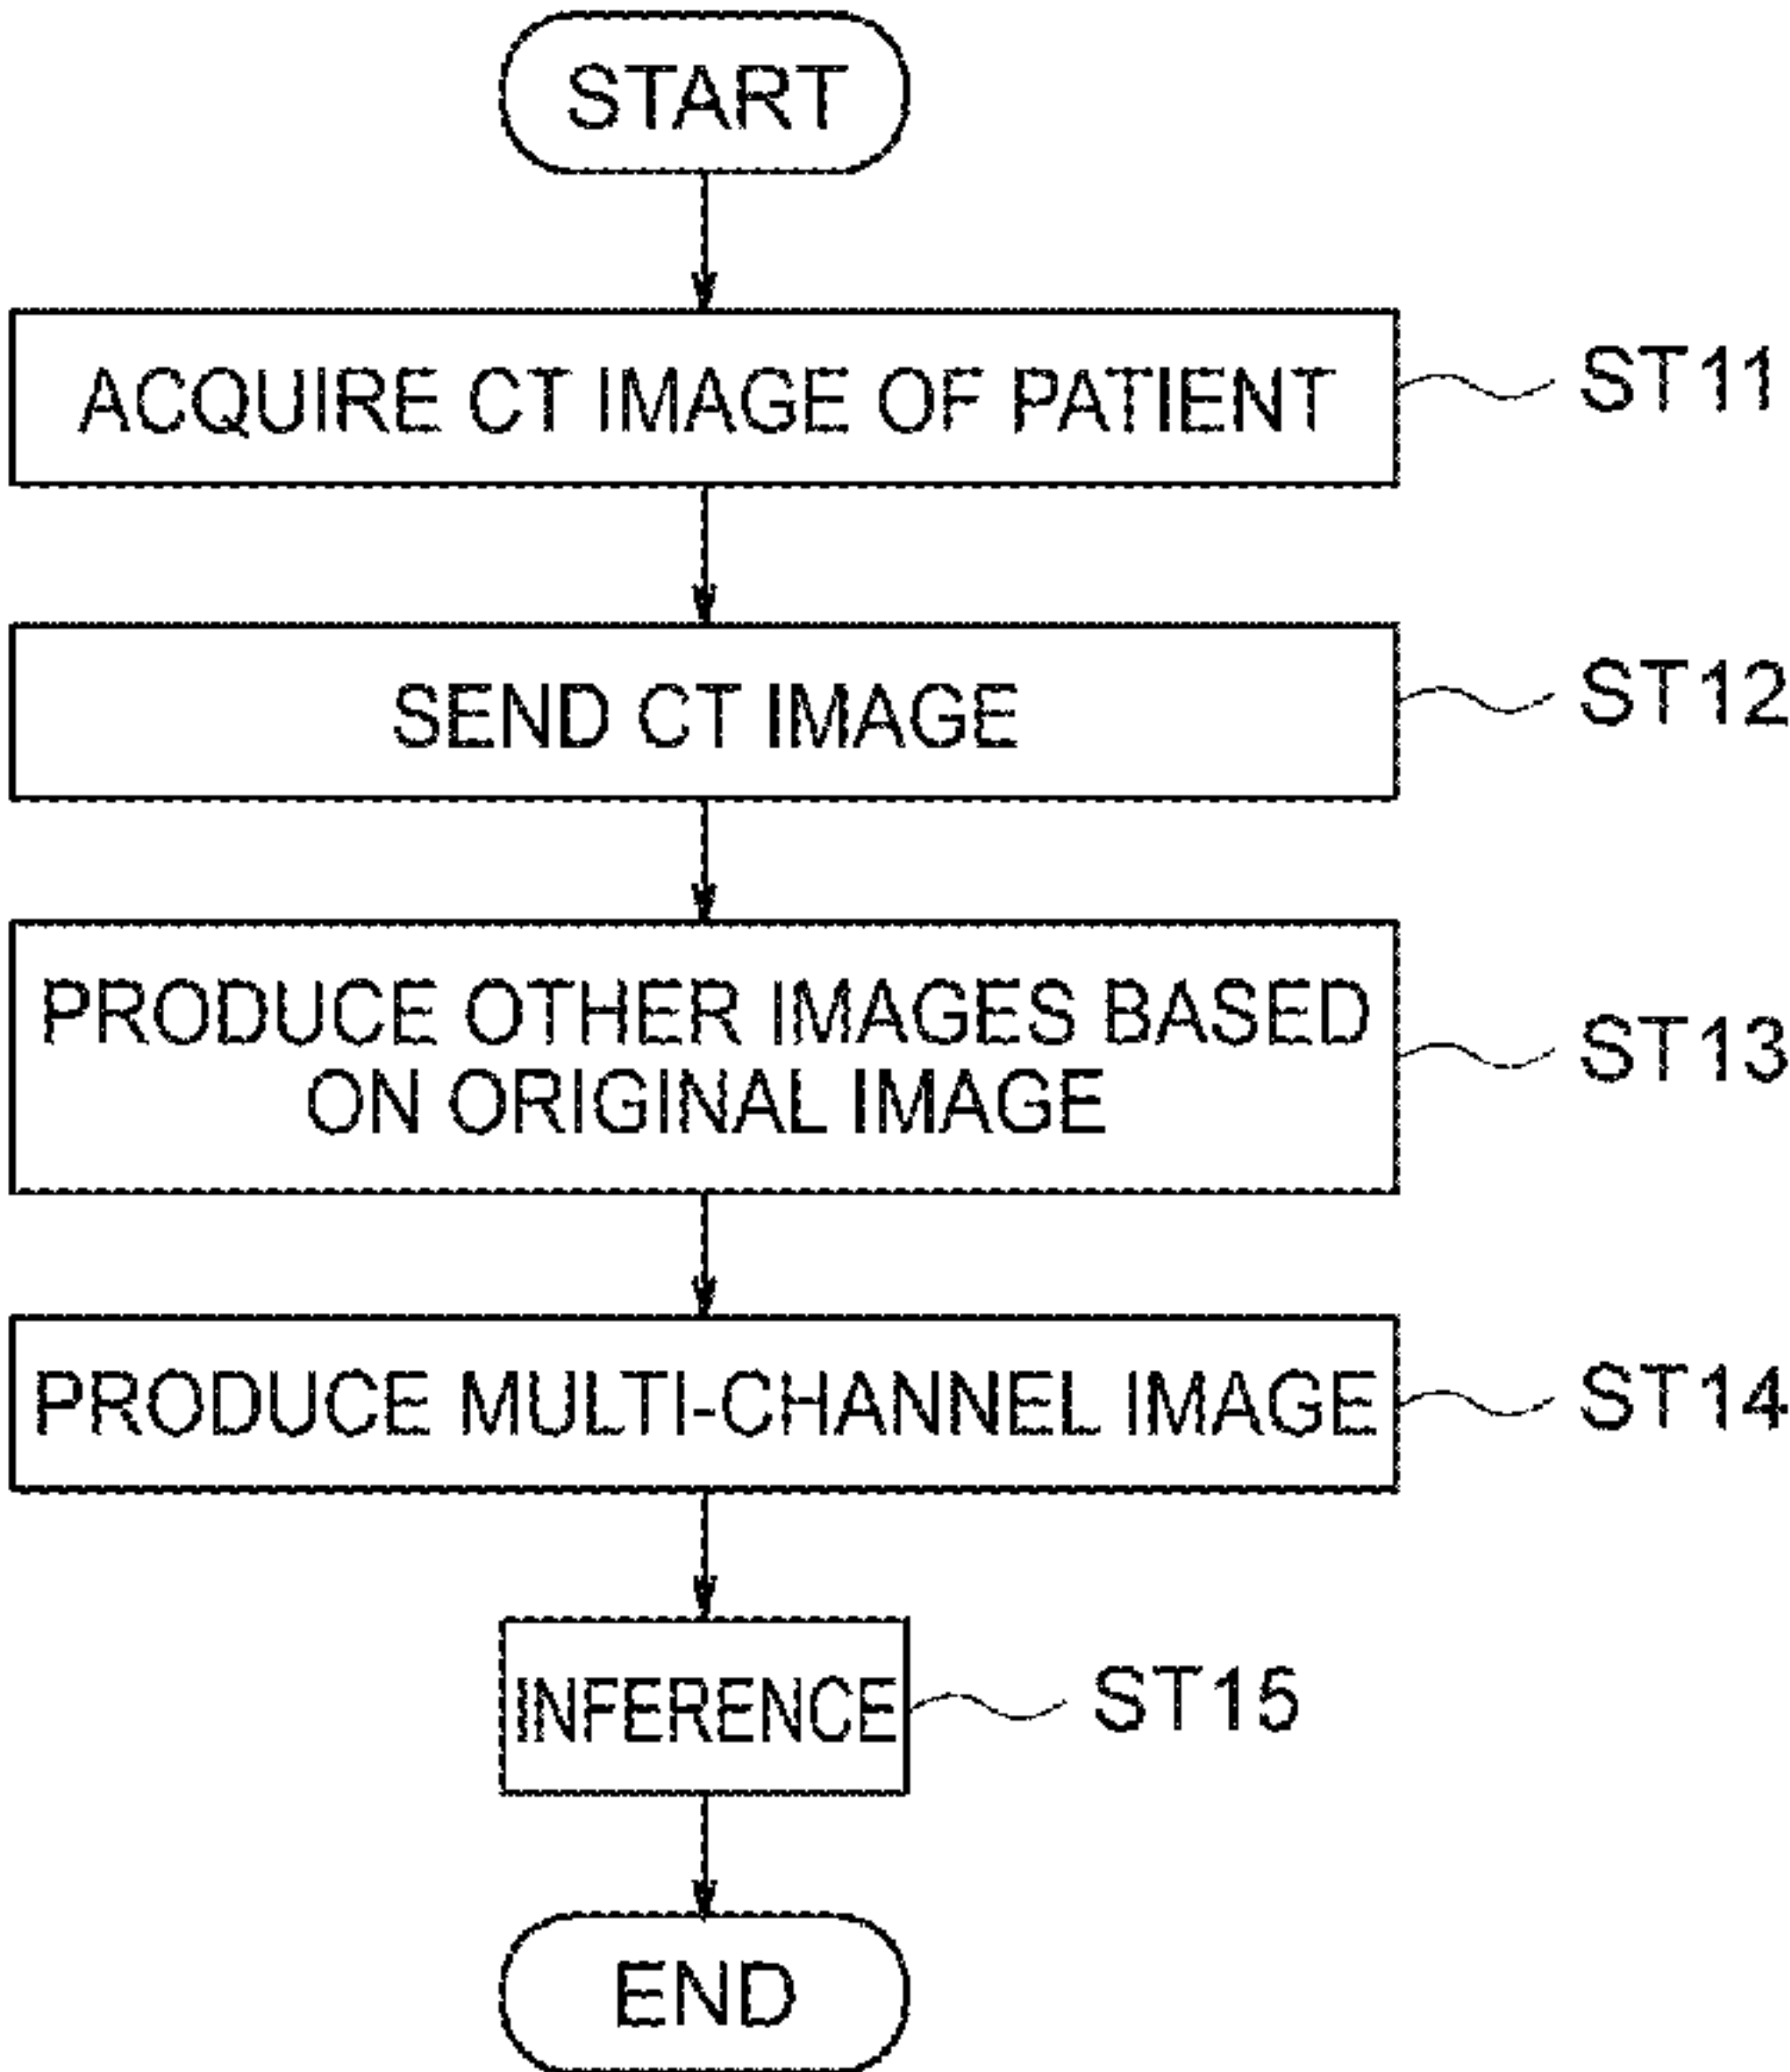 START
ACQUIRE CT IMAGE OF PATIENT
ST11
SEND CT IMAGE
ST12
PRODUCE OTHER IMAGES BASED
ON ORIGINAL IMAGE
ST13
PRODUCE MULTI-CHANNEL IMAGE
ST14
INFERENCE
ST15
END